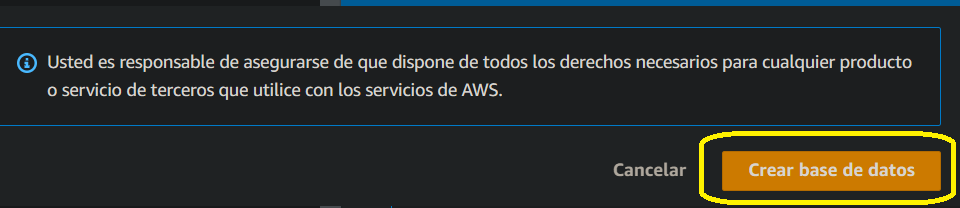 Usted es responsable de asegurarse de que dispone de todos los derechos necesarios para cualquier producto
o servicio de terceros que utilice con los servicios de AWS.
Cancelar
Crear base de datos